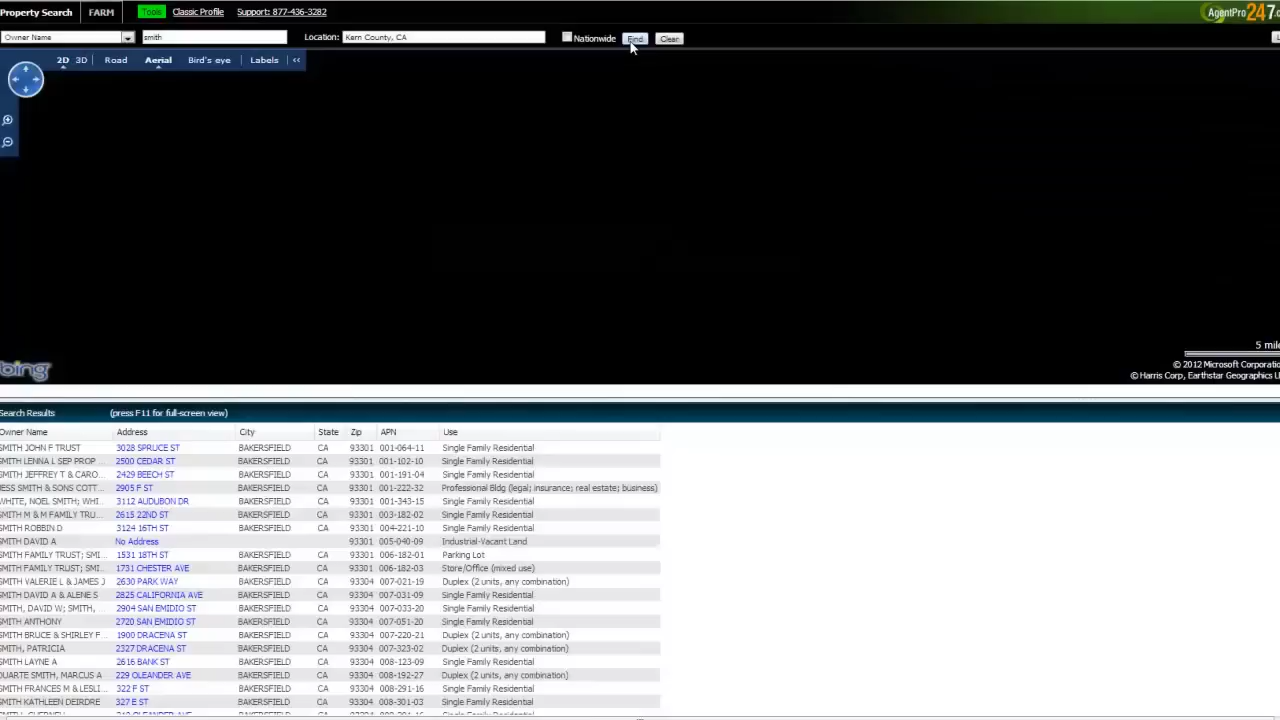 Property Search FARM Tools Classic Profile Support: 877-436-3282 AgentPro247.c
Owner Name smith Location: Kern County, CA Nationwide Find Clear
2D 3D Road Aerial Bird's eye Labels <<
5 mile
bing
© 2012 Microsoft Corporatio
© Harris Corp, Earthstar Geographics L
Search Results (press F11 for full-screen view)
Owner Name Address City State Zip APN Use
SMITH JOHN F TRUST 3028 SPRUCE ST BAKERSFIELD CA 93301 001-064-11 Single Family Residential
SMITH LENNA L SEP PROP ... 2500 CEDAR ST BAKERSFIELD CA 93301 001-102-10 Single Family Residential
SMITH JEFFREY T & CARO... 2429 BEECH ST BAKERSFIELD CA 93301 001-191-04 Single Family Residential
JESS SMITH & SONS COTT... 2905 F ST BAKERSFIELD CA 93301 001-222-32 Professional Bldg (legal; insurance; real estate; business)
WHITE, NOEL SMITH; WHI... 3112 AUDUBON DR BAKERSFIELD CA 93301 001-343-15 Single Family Residential
SMITH M & M FAMILY TRU... 2615 22ND ST BAKERSFIELD CA 93301 003-182-02 Single Family Residential
SMITH ROBBIN D 3124 16TH ST BAKERSFIELD CA 93301 004-221-10 Single Family Residential
SMITH DAVID A No Address 93301 005-040-09 Industrial-Vacant Land
SMITH FAMILY TRUST; SMI... 1531 18TH ST BAKERSFIELD CA 93301 006-182-01 Parking Lot
SMITH FAMILY TRUST; SMI... 1731 CHESTER AVE BAKERSFIELD CA 93301 006-182-03 Store/Office (mixed use)
SMITH VALERIE L & JAMES J 2630 PARK WAY BAKERSFIELD CA 93304 007-021-19 Duplex (2 units, any combination)
SMITH DAVID A & ALENE S 2825 CALIFORNIA AVE BAKERSFIELD CA 93304 007-031-09 Single Family Residential
SMITH, DAVID W; SMITH, ... 2904 SAN EMIDIO ST BAKERSFIELD CA 93304 007-033-20 Single Family Residential
SMITH ANTHONY 2720 SAN EMIDIO ST BAKERSFIELD CA 93304 007-051-20 Single Family Residential
SMITH BRUCE & SHIRLEY F... 1900 DRACENA ST BAKERSFIELD CA 93304 007-220-21 Duplex (2 units, any combination)
SMITH, PATRICIA 2327 DRACENA ST BAKERSFIELD CA 93304 007-323-02 Duplex (2 units, any combination)
SMITH LAYNE A 2616 BANK ST BAKERSFIELD CA 93304 008-123-09 Single Family Residential
DUARTE SMITH, MARCUS A 229 OLEANDER AVE BAKERSFIELD CA 93304 008-192-27 Duplex (2 units, any combination)
SMITH FRANCES M & LESLI... 322 F ST BAKERSFIELD CA 93304 008-291-16 Single Family Residential
SMITH KATHLEEN DEIRDRE 327 E ST BAKERSFIELD CA 93304 008-301-03 Single Family Residential